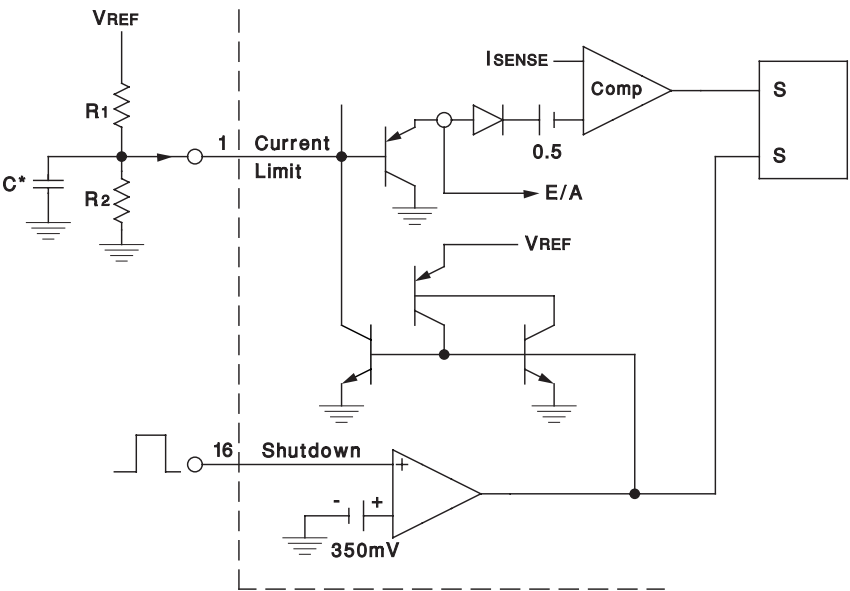 VREF
R1
C*
R2
1
Current
Limit
ISENSE
Comp
S
S
0.5
E/A
VREF
16
Shutdown
+
-
+
350mV